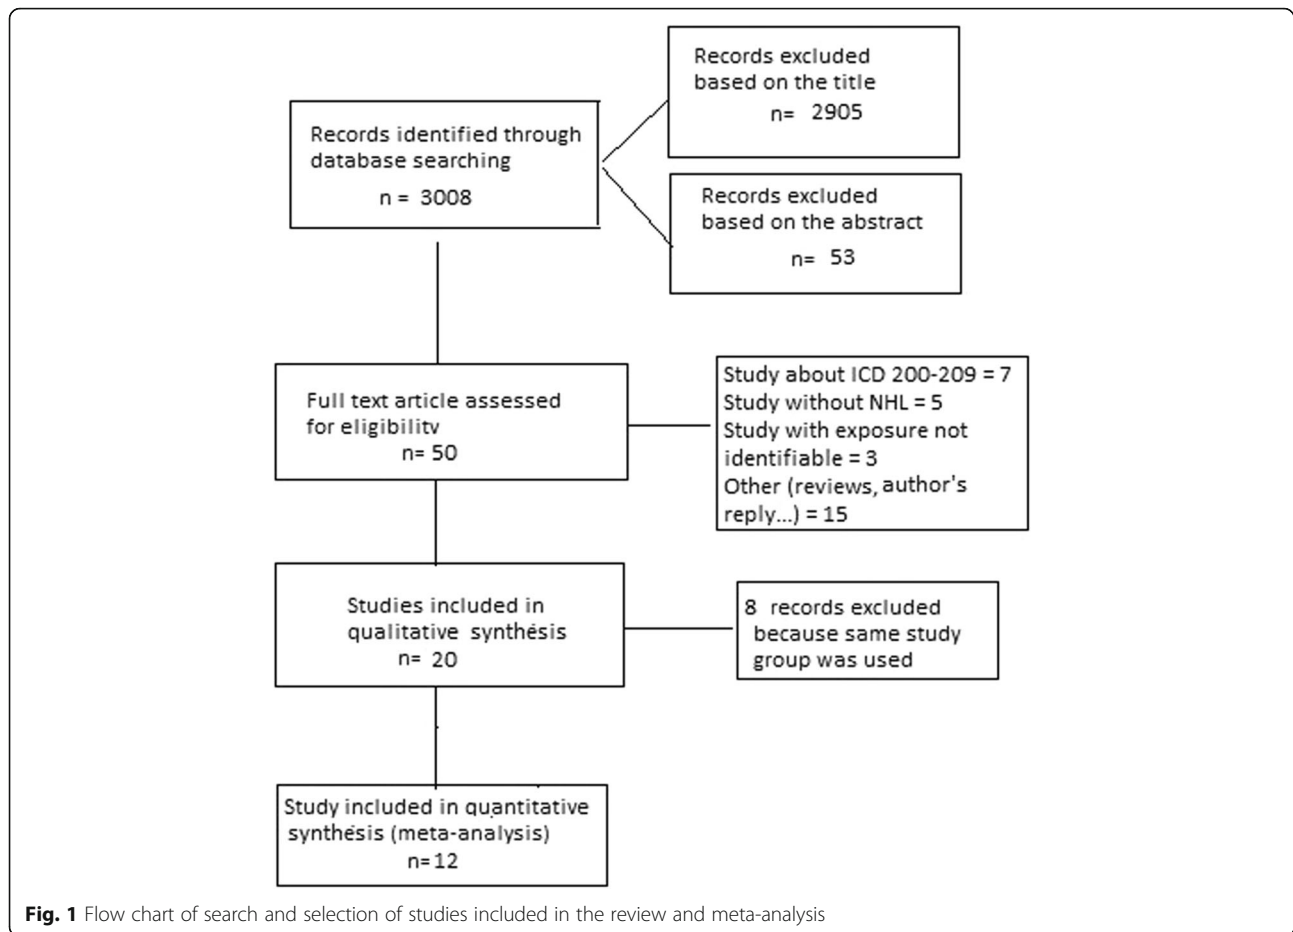 Records excluded
based on the title
n= 2905
Records identified through
database searching
n = 3008
Records excluded
based on the abstract
n= 53
Full text article assessed
for eligibility
n= 50
Study about ICD 200-209 = 7
Study without NHL = 5
Study with exposure not
identifiable = 3
Other (reviews, author's
reply...) = 15
Studies included in
qualitative synthésis
n= 20
8 records excluded
because same study
group was used
Study included in quantitative
synthésis (meta-analysis)
n=12
Fig. 1 Flow chart of search and selection of studies included in the review and meta-analysis